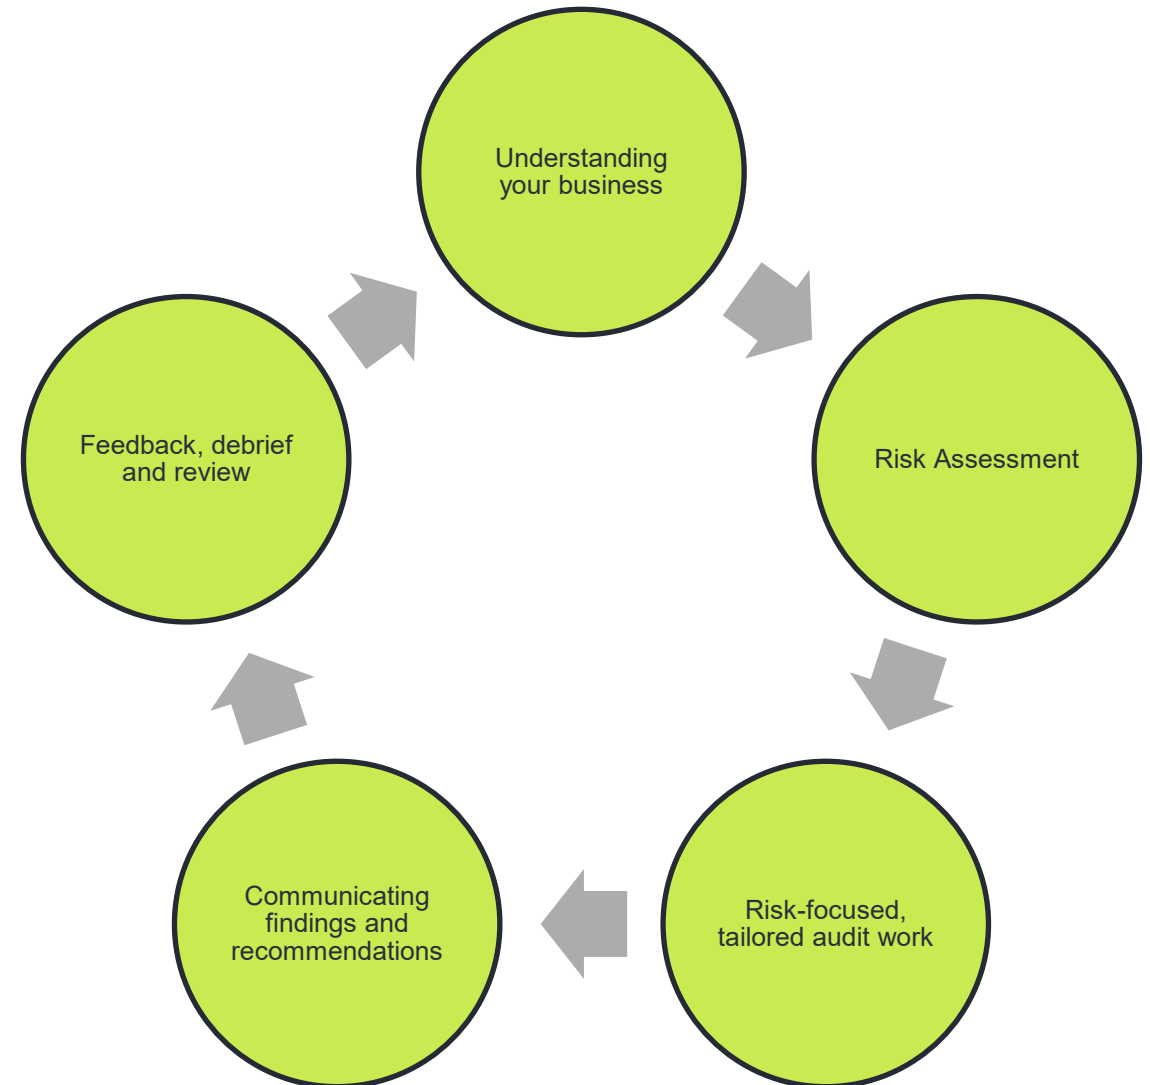 Understanding
your business
Risk Assessment
Risk-focused,
tailored audit work
Communicating
findings and
recommendations
Feedback, debrief
and review